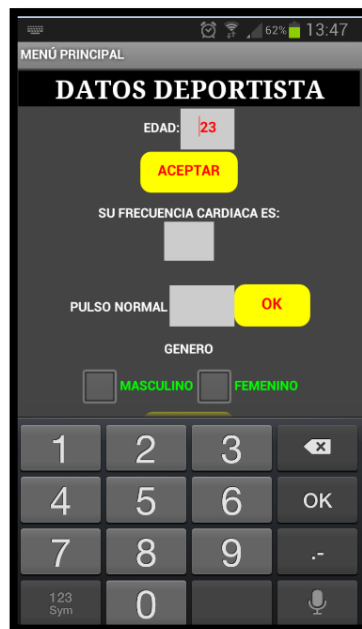 62% 13:47
MENÚ PRINCIPAL
DATOS DEPORTISTA
EDAD: 23
ACEPTAR
SU FRECUENCIA CARDIACA ES:
PULSO NORMAL OK
GENERO
MASCULINO FEMENINO
1 2 3
4 5 6 OK
7 8 9 .-
123
Sym 0